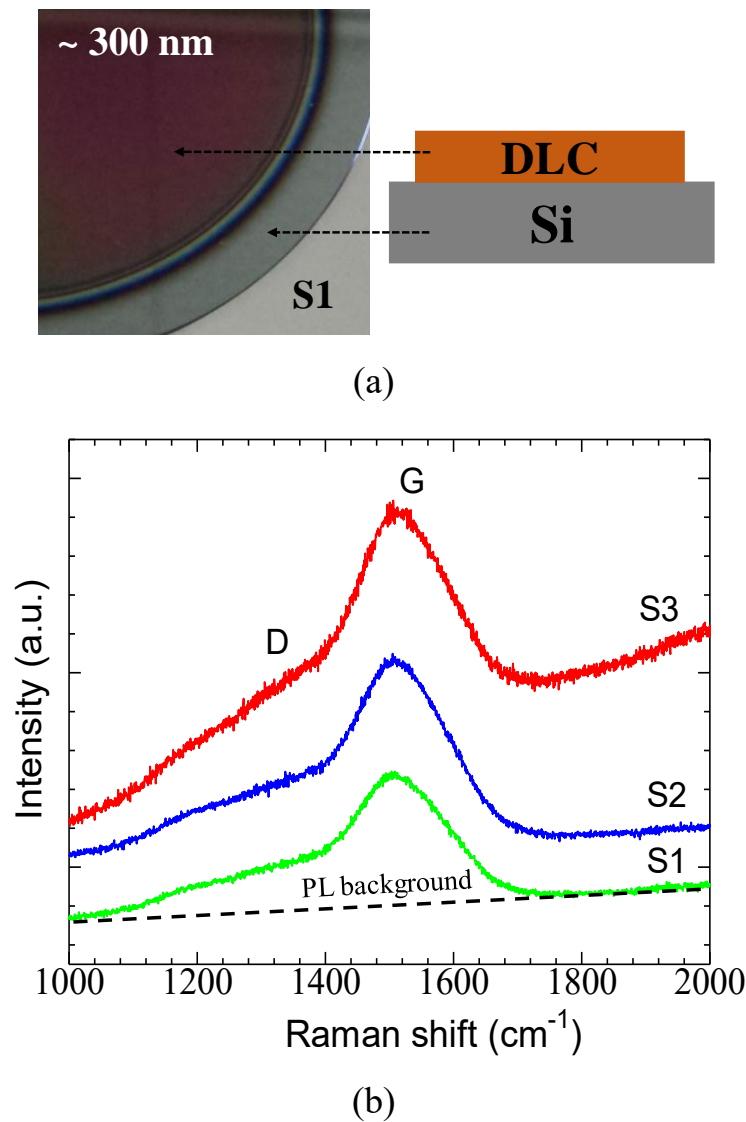 ~ 300 nm
DLC
Si
S1
(a)
G
D
S3
S2
S1
PL background
Intensity (a.u.)
1000 1200 1400 1600 1800 2000
Raman shift (cm⁻¹)
(b)